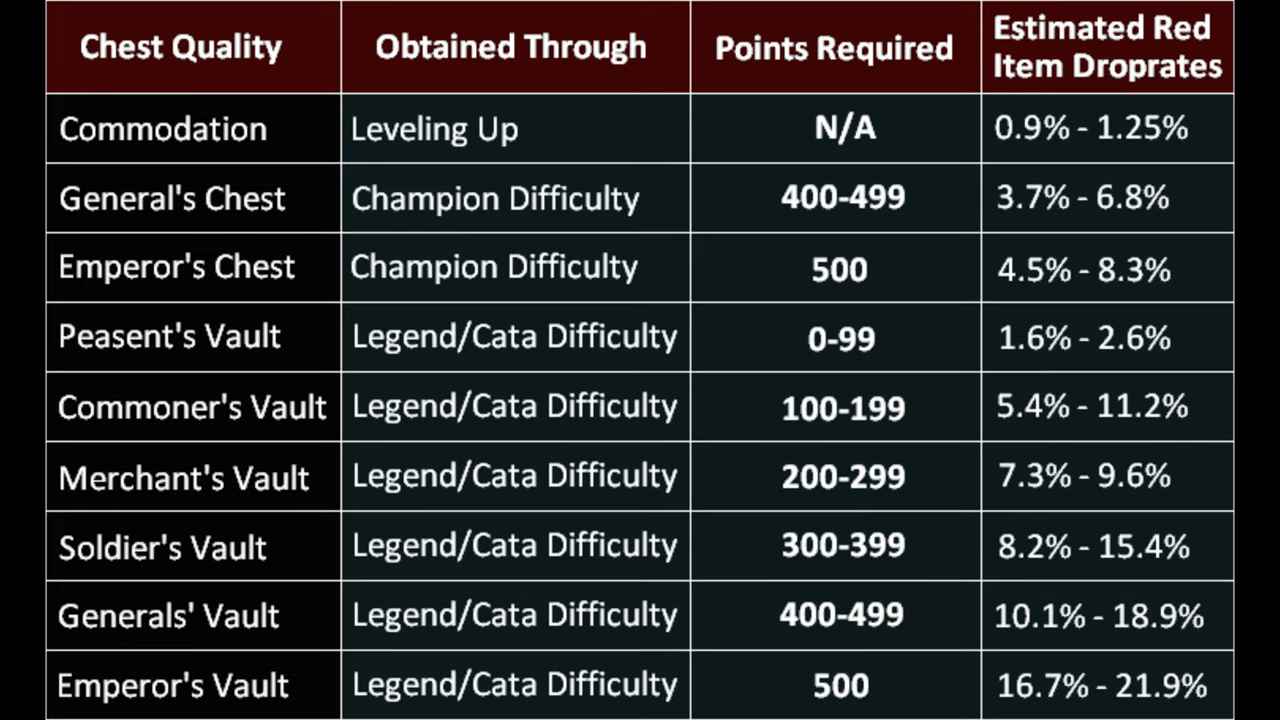 Chest Quality Obtained Through Points Required Estimated Red Item Droprates
Commodation Leveling Up N/A 0.9% - 1.25%
General's Chest Champion Difficulty 400-499 3.7% - 6.8%
Emperor's Chest Champion Difficulty 500 4.5% - 8.3%
Peasent's Vault Legend/Cata Difficulty 0-99 1.6% - 2.6%
Commoner's Vault Legend/Cata Difficulty 100-199 5.4% - 11.2%
Merchant's Vault Legend/Cata Difficulty 200-299 7.3% - 9.6%
Soldier's Vault Legend/Cata Difficulty 300-399 8.2% - 15.4%
Generals' Vault Legend/Cata Difficulty 400-499 10.1% - 18.9%
Emperor's Vault Legend/Cata Difficulty 500 16.7% - 21.9%